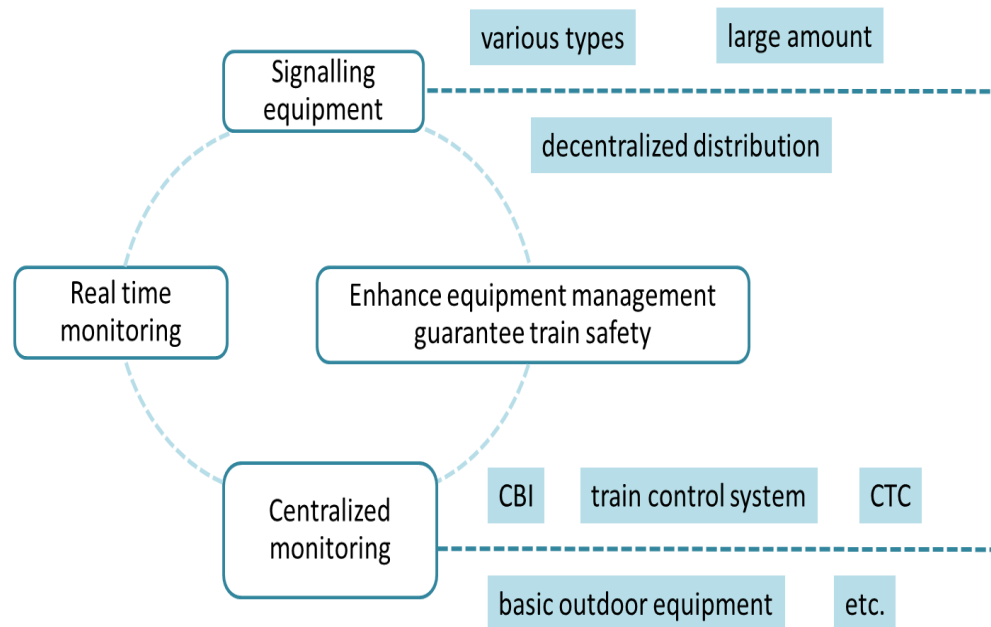 various types
large amount
Signalling
equipment
decentralized distribution
Real time
monitoring
Enhance equipment management
guarantee train safety
CBI
train control system
CTC
Centralized
monitoring
basic outdoor equipment
etc.